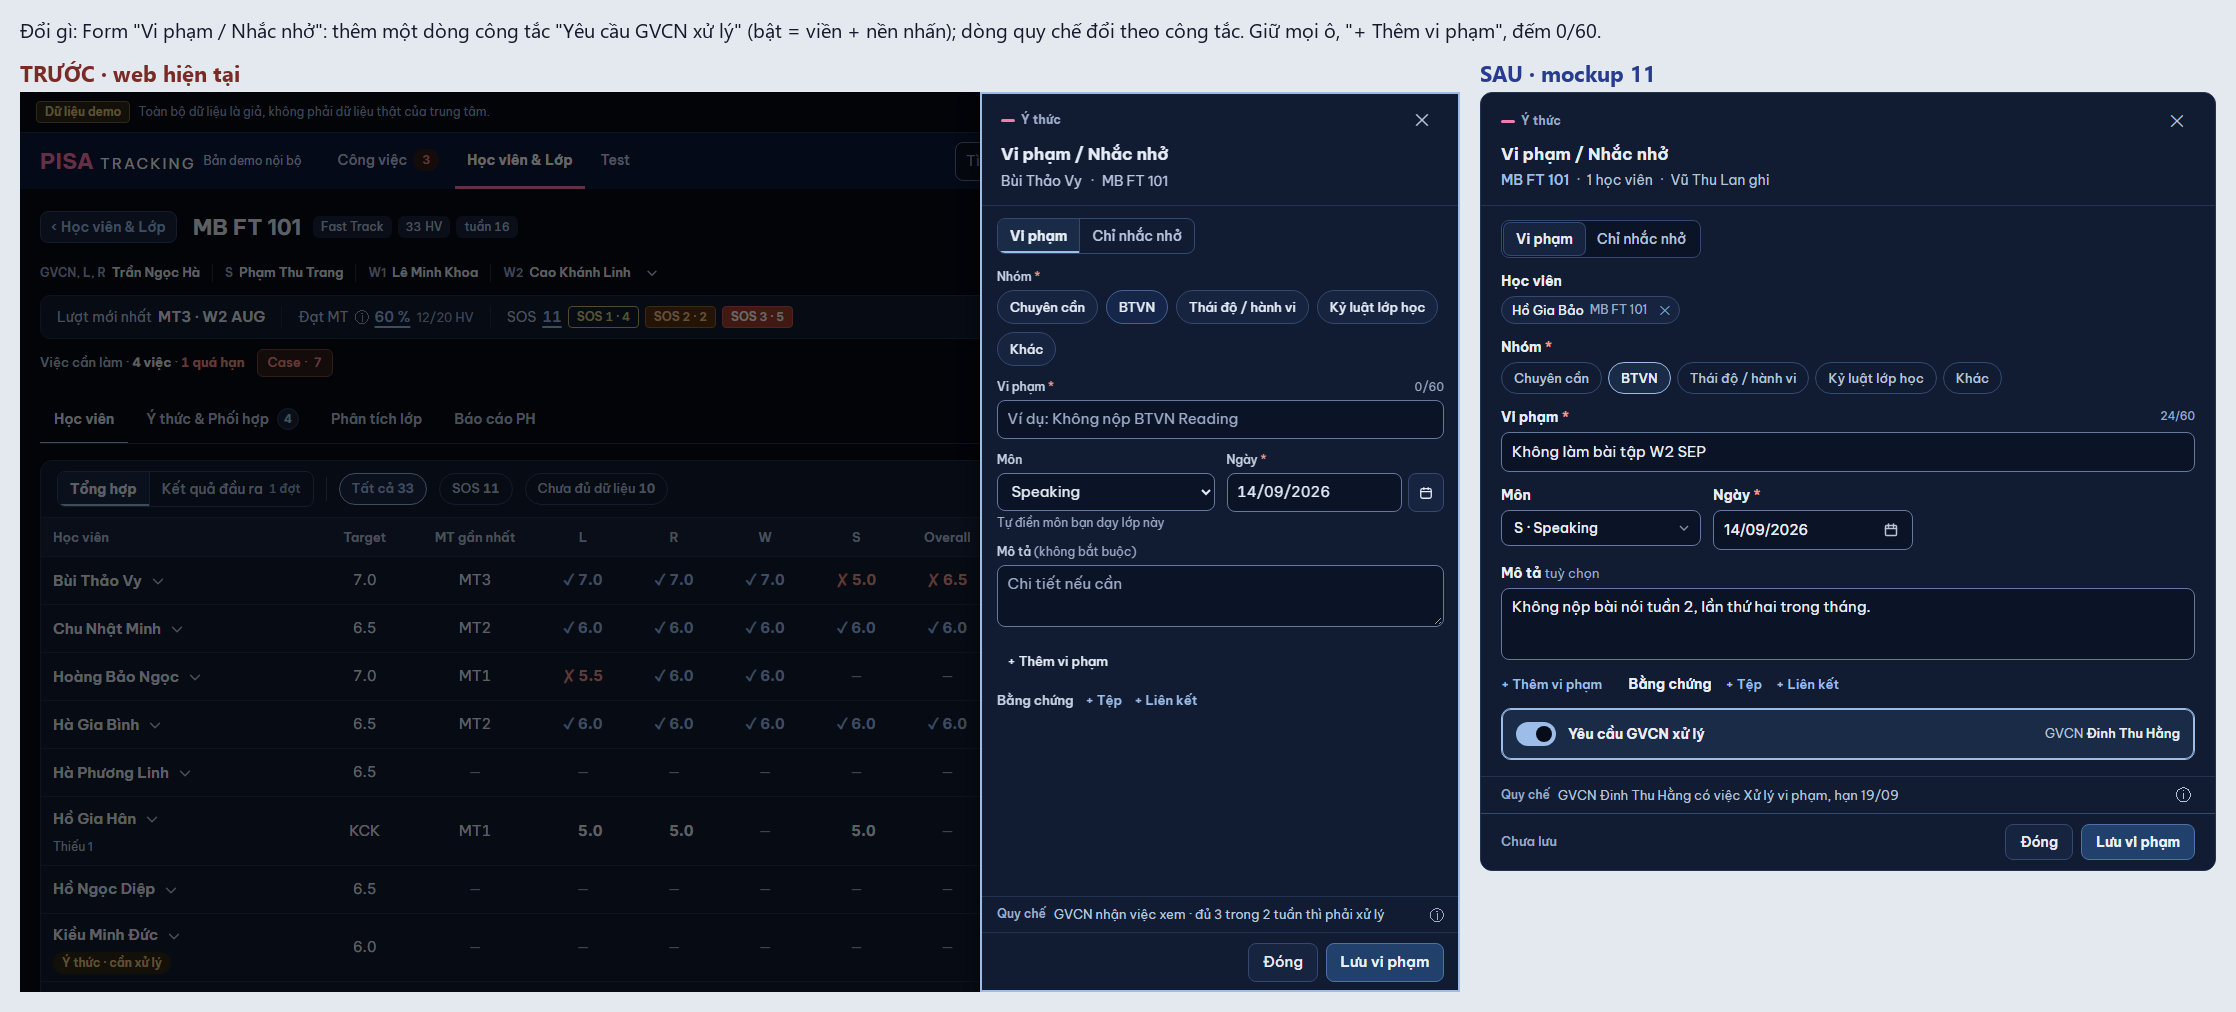 Đổi gì: Form "Vi phạm / Nhắc nhở": thêm một dòng công tắc "Yêu cầu GVCN xử lý" (bật = viền + nền nhấn); dòng quy chế đổi theo công tắc. Giữ mọi ô, "+ Thêm vi phạm", đếm 0/60.
TRƯỚC · web hiện tại
Dữ liệu demo Toàn bộ dữ liệu là giả, không phải dữ liệu thật của trung tâm.
PISA TRACKING Bản demo nội bộ Công việc 3 Học viên & Lớp Test
‹ Học viên & Lớp MB FT 101 Fast Track 33 HV tuần 16
GVCN, L, R Trần Ngọc Hà S Phạm Thu Trang W1 Lê Minh Khoa W2 Cao Khánh Linh
Lượt mới nhất MT3 · W2 AUG Đạt MT ⓘ 60 % 12/20 HV SOS 11 SOS 1 · 4 SOS 2 · 2 SOS 3 · 5
Việc cần làm · 4 việc · 1 quá hạn Case · 7
Học viên Ý thức & Phối hợp 4 Phân tích lớp Báo cáo PH
Tổng hợp Kết quả đầu ra 1 đợt Tất cả 33 SOS 11 Chưa đủ dữ liệu 10
Học viên Target MT gần nhất L R W S Overall
Bùi Thảo Vy 7.0 MT3 ✓ 7.0 ✓ 7.0 ✓ 7.0 ✗ 5.0 ✗ 6.5
Chu Nhật Minh 6.5 MT2 ✓ 6.0 ✓ 6.0 ✓ 6.0 ✓ 6.0 ✓ 6.0
Hoàng Bảo Ngọc 7.0 MT1 ✗ 5.5 ✓ 6.0 ✓ 6.0 — —
Hà Gia Bình 6.5 MT2 ✓ 6.0 ✓ 6.0 ✓ 6.0 ✓ 6.0 ✓ 6.0
Hà Phương Linh 6.5 — — — — — —
Hồ Gia Hân KCK MT1 5.0 5.0 — 5.0 —
Thiếu 1
Hồ Ngọc Diệp 6.5 — — — — — —
Kiều Minh Đức 6.0 — — — — — —
Ý thức · cần xử lý
Ý thức
Vi phạm / Nhắc nhở
Bùi Thảo Vy · MB FT 101
Vi phạm Chỉ nhắc nhở
Nhóm *
Chuyên cần BTVN Thái độ / hành vi Kỷ luật lớp học
Khác
Vi phạm * 0/60
Ví dụ: Không nộp BTVN Reading
Môn Ngày *
Speaking 14/09/2026
Tự điền môn bạn dạy lớp này
Mô tả (không bắt buộc)
Chi tiết nếu cần
+ Thêm vi phạm
Bằng chứng + Tệp + Liên kết
Quy chế GVCN nhận việc xem · đủ 3 trong 2 tuần thì phải xử lý
Đóng Lưu vi phạm
SAU · mockup 11
Ý thức
Vi phạm / Nhắc nhở
MB FT 101 · 1 học viên · Vũ Thu Lan ghi
Vi phạm Chỉ nhắc nhở
Học viên
Hồ Gia Bảo MB FT 101
Nhóm *
Chuyên cần BTVN Thái độ / hành vi Kỷ luật lớp học Khác
Vi phạm * 24/60
Không làm bài tập W2 SEP
Môn Ngày *
S · Speaking 14/09/2026
Mô tả tuỳ chọn
Không nộp bài nói tuần 2, lần thứ hai trong tháng.
+ Thêm vi phạm Bằng chứng + Tệp + Liên kết
Yêu cầu GVCN xử lý GVCN Đinh Thu Hằng
Quy chế GVCN Đinh Thu Hằng có việc Xử lý vi phạm, hạn 19/09
Chưa lưu Đóng Lưu vi phạm